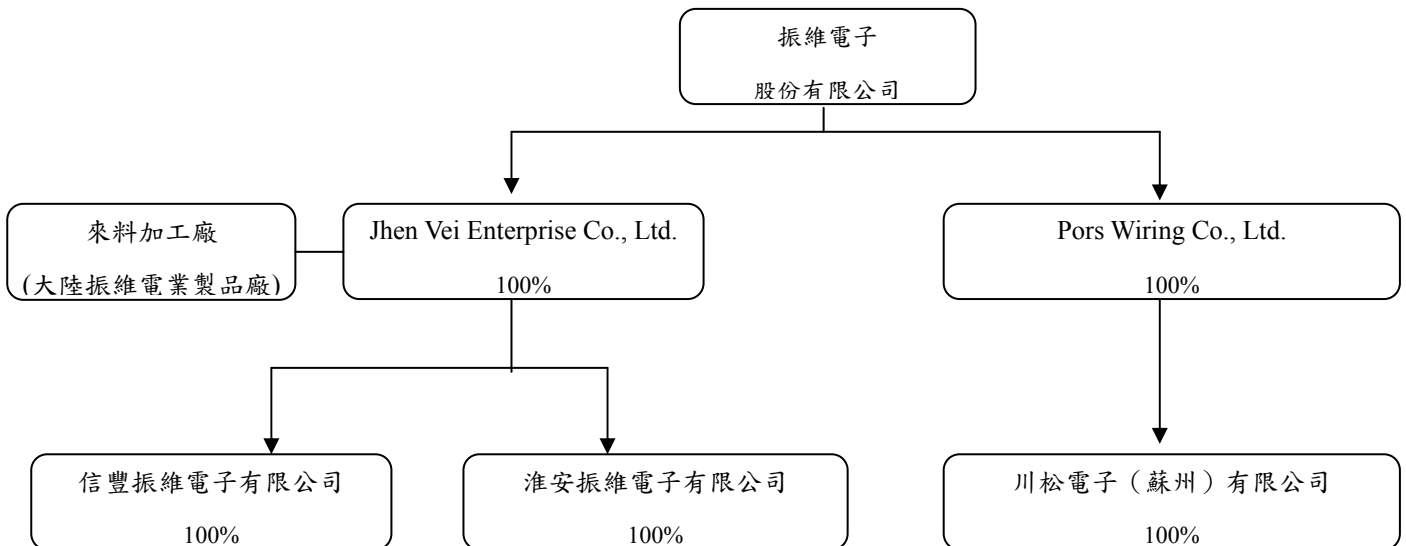 振維電子
股份有限公司
來料加工廠
(大陸振維電業製品廠)
Jhen Vei Enterprise Co., Ltd.
100%
Pors Wiring Co., Ltd.
100%
信豐振維電子有限公司
100%
淮安振維電子有限公司
100%
川松電子（蘇州）有限公司
100%